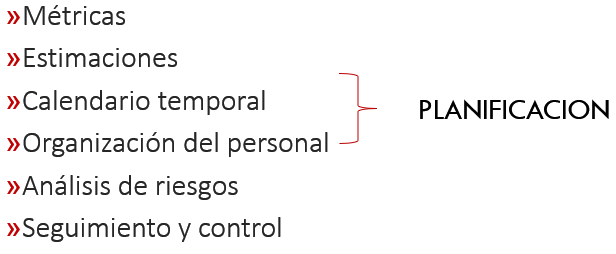 »Métricas
»Estimaciones
»Calendario temporal
»Organización del personal
»Análisis de riesgos
»Seguimiento y control
PLANIFICACION